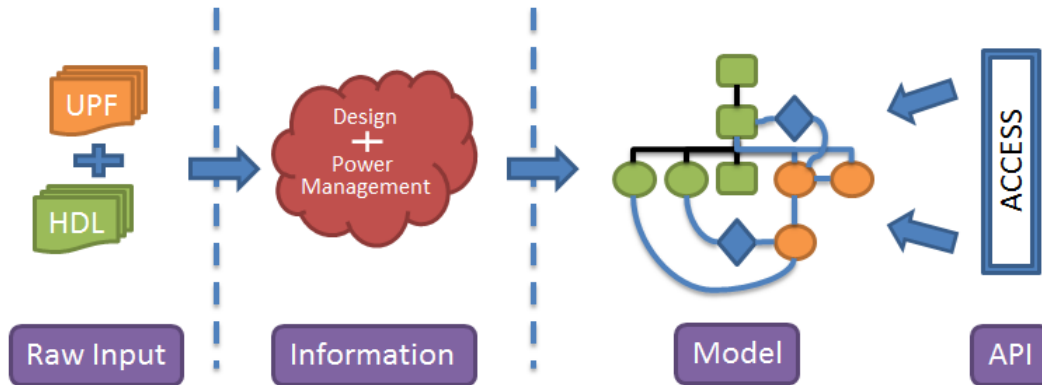 UPF
HDL
Design
+
Power
Management
ACCESS
Raw Input
Information
Model
API